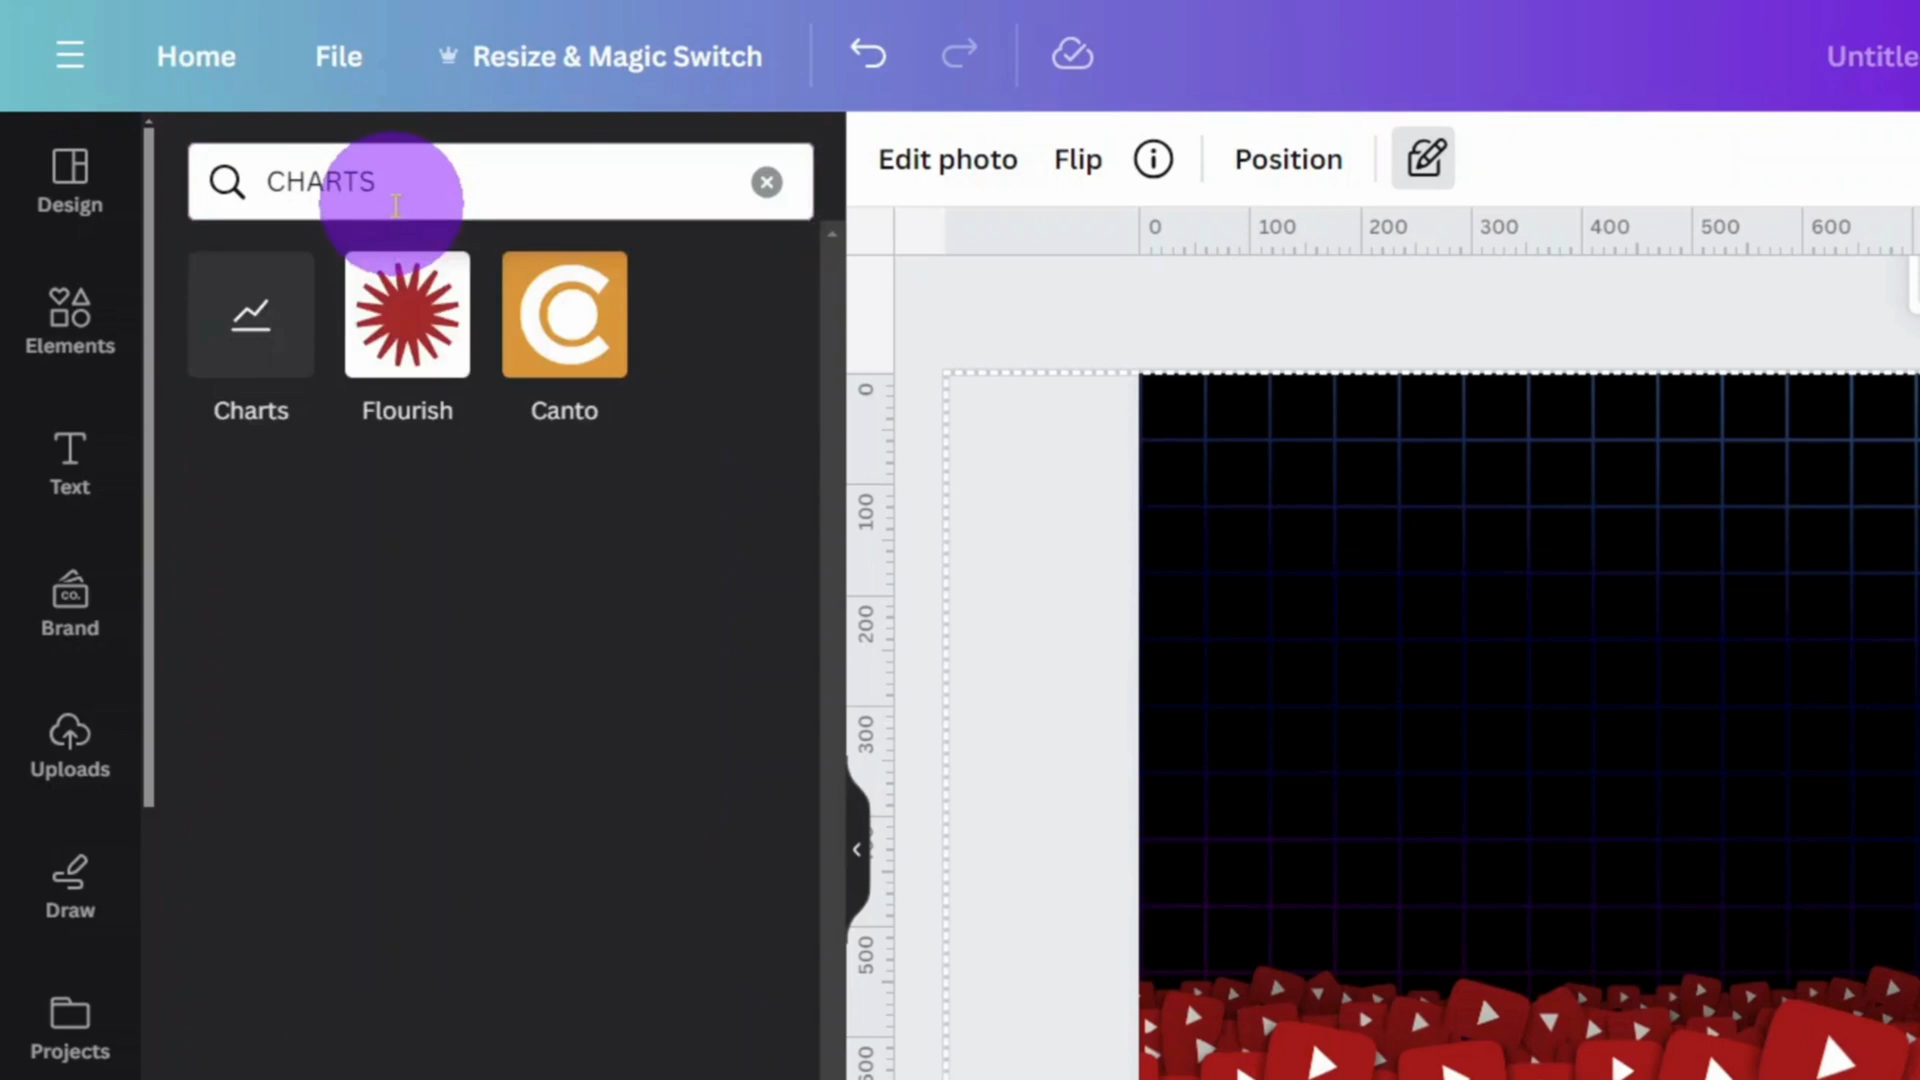 Home File Resize & Magic Switch Untitle
Design
Elements
Text
CO.
Brand
Uploads
Draw
Projects
CHARTS
Charts Flourish Canto
Edit photo Flip Position
0 100 200 300 400 500 600
0
100
200
300
500